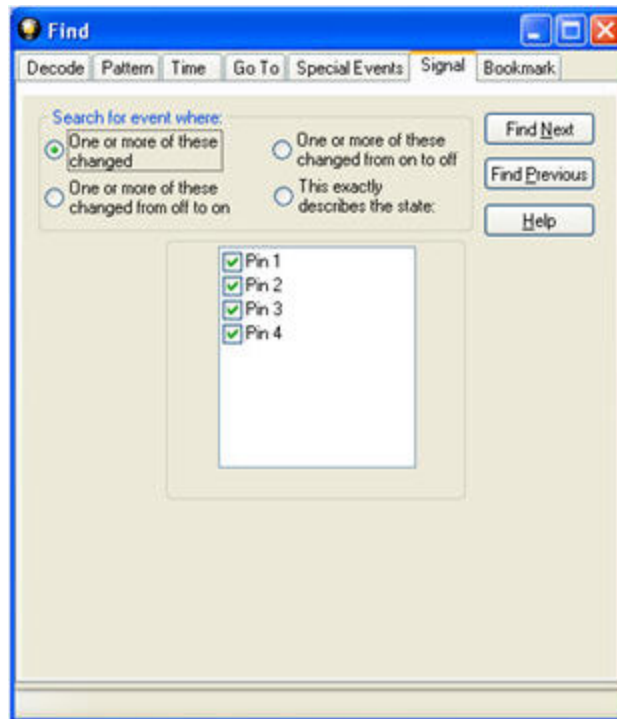 Find
Decode Pattern Time Go To Special Events Signal Bookmark
Search for event where:
One or more of these
changed
One or more of these
changed from on to off
One or more of these
changed from off to on
This exactly
describes the state:
Find Next
Find Previous
Help
Pin 1
Pin 2
Pin 3
Pin 4